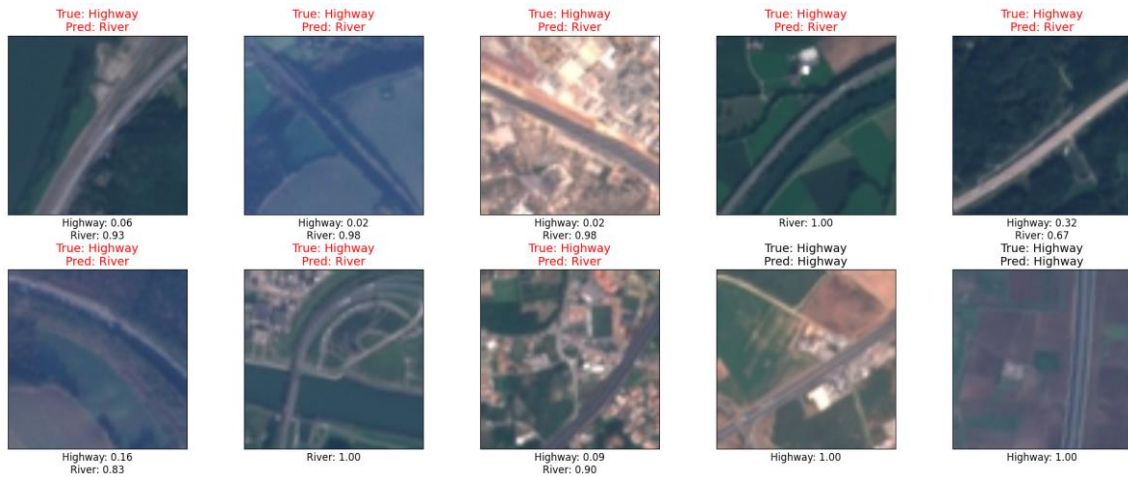 True: Highway
Pred: River
True: Highway
Pred: River
True: Highway
Pred: River
True: Highway
Pred: River
True: Highway
Pred: River
Highway: 0.06
River: 0.93
Highway: 0.02
River: 0.98
Highway: 0.02
River: 0.98
River: 1.00
Highway: 0.32
River: 0.67
True: Highway
Pred: River
True: Highway
Pred: River
True: Highway
Pred: River
True: Highway
Pred: Highway
True: Highway
Pred: Highway
Highway: 0.16
River: 0.83
River: 1.00
Highway: 0.09
River: 0.90
Highway: 1.00
Highway: 1.00